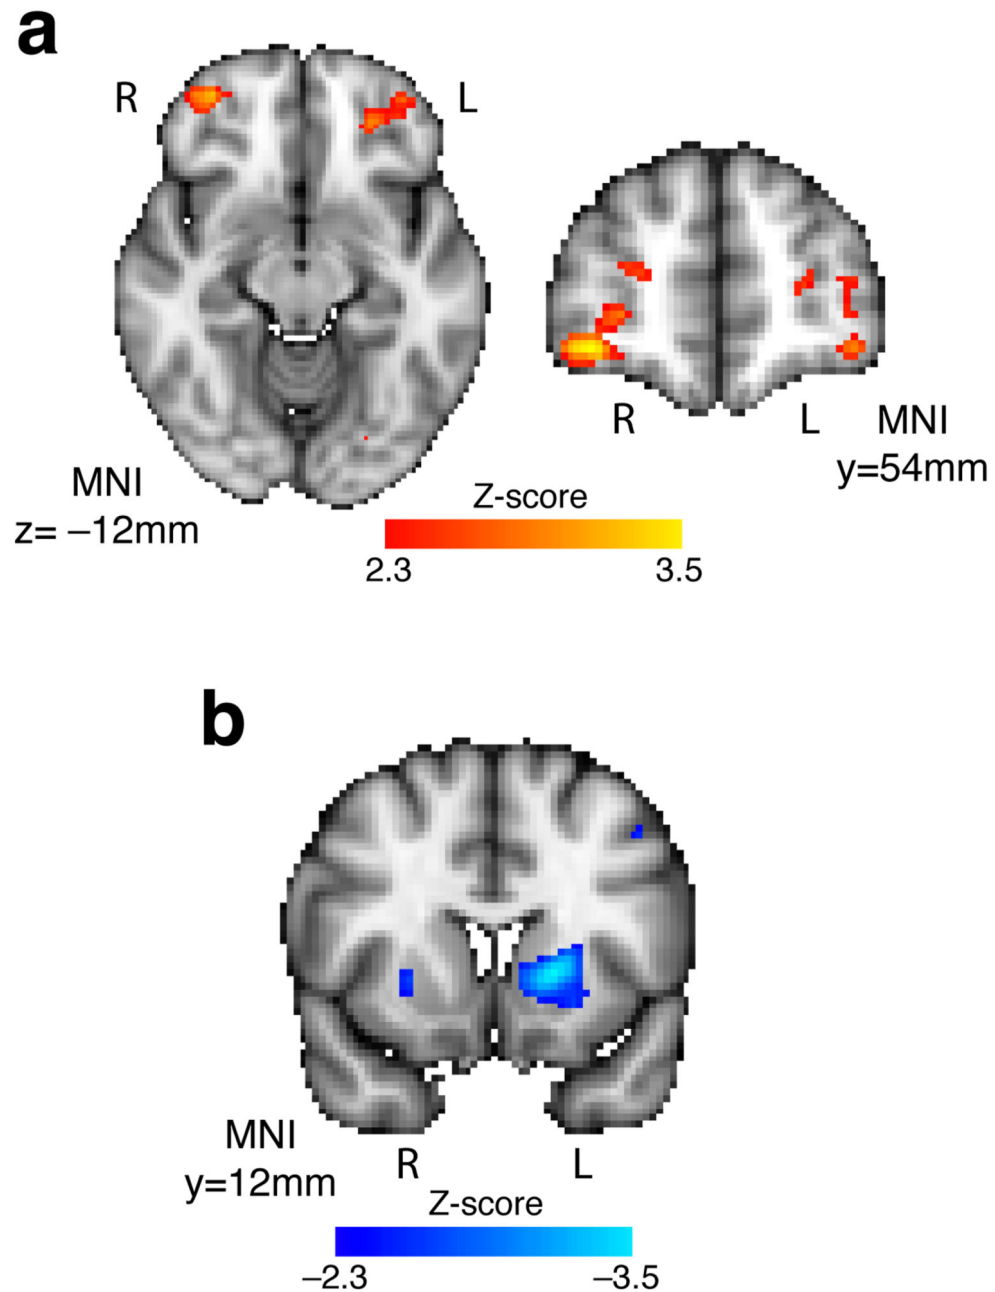 a
R
L
R
L
MNI
y=54mm
MNI
z= –12mm
Z-score
2.3
3.5
b
MNI
y=12mm
R
L
Z-score
–2.3
–3.5